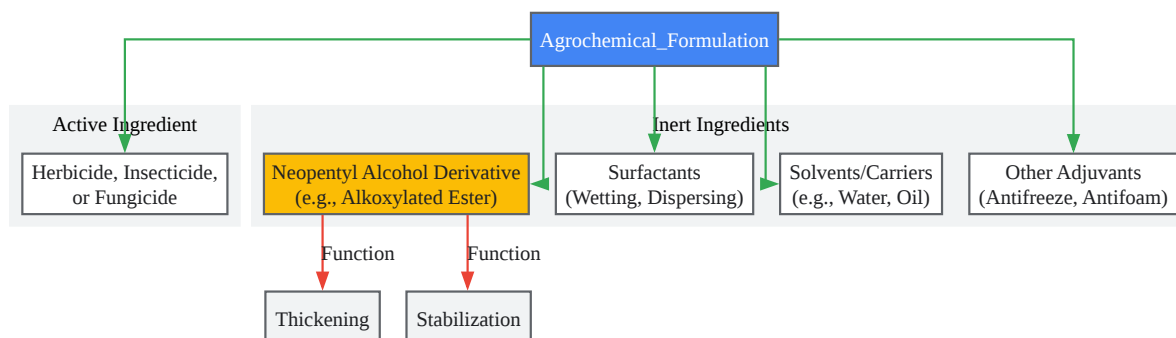 Agrochemical_Formulation
Active Ingredient
Inert Ingredients
Herbicide, Insecticide,
or Fungicide
Neopentyl Alcohol Derivative
(e.g., Alkoxylated Ester)
Surfactants
(Wetting, Dispersing)
Solvents/Carriers
(e.g., Water, Oil)
Other Adjuvants
(Antifreeze, Antifoam)
Function
Function
Thickening
Stabilization